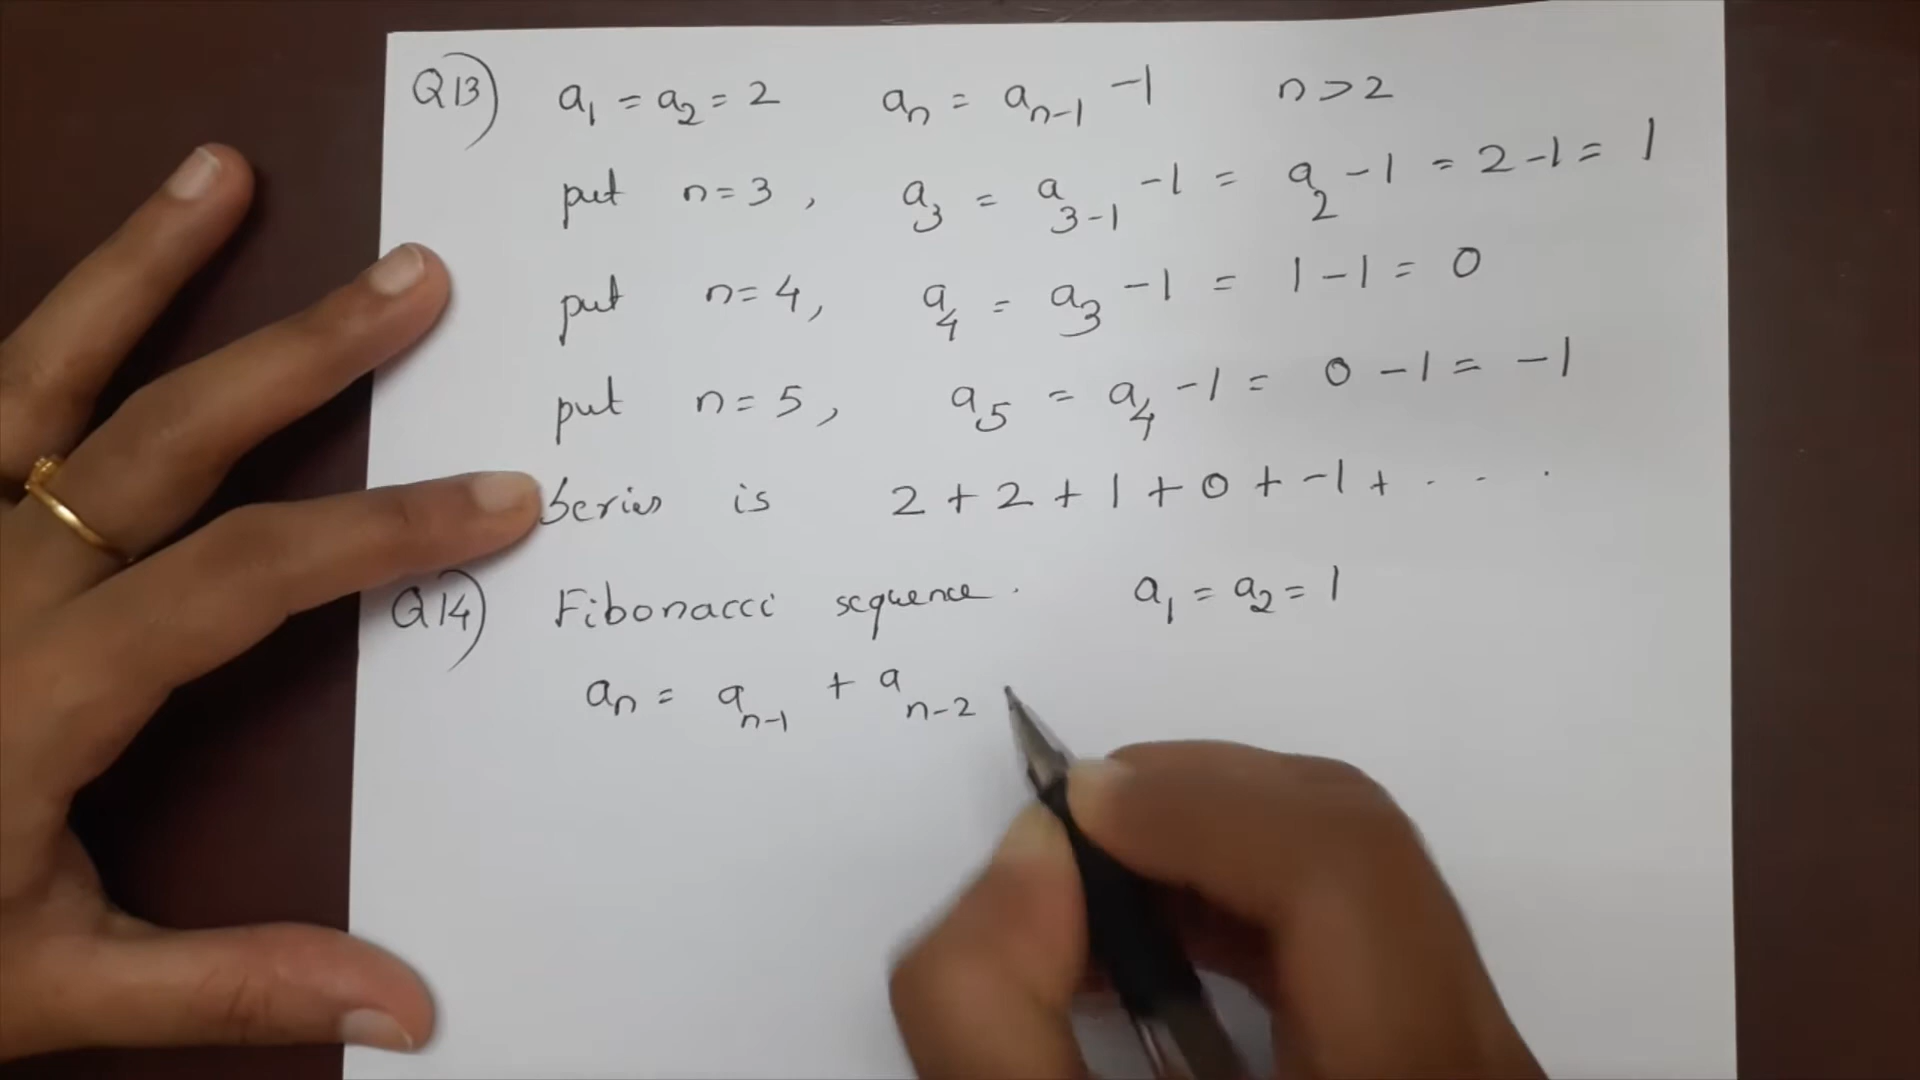 Q13) a₁ = a₂ = 2 aₙ = aₙ₋₁ -1 n>2
put n=3, a₃ = a₃₋₁ -1 = a₂ -1 = 2-1 = 1
put n=4, a₄ = a₃ -1 = 1-1 = 0
put n=5, a₅ = a₄ -1 = 0-1 = -1
Series is 2+2+1+0+-1+ . . .
Q14) Fibonacci sequence. a₁ = a₂ = 1
aₙ = aₙ₋₁ + aₙ₋₂